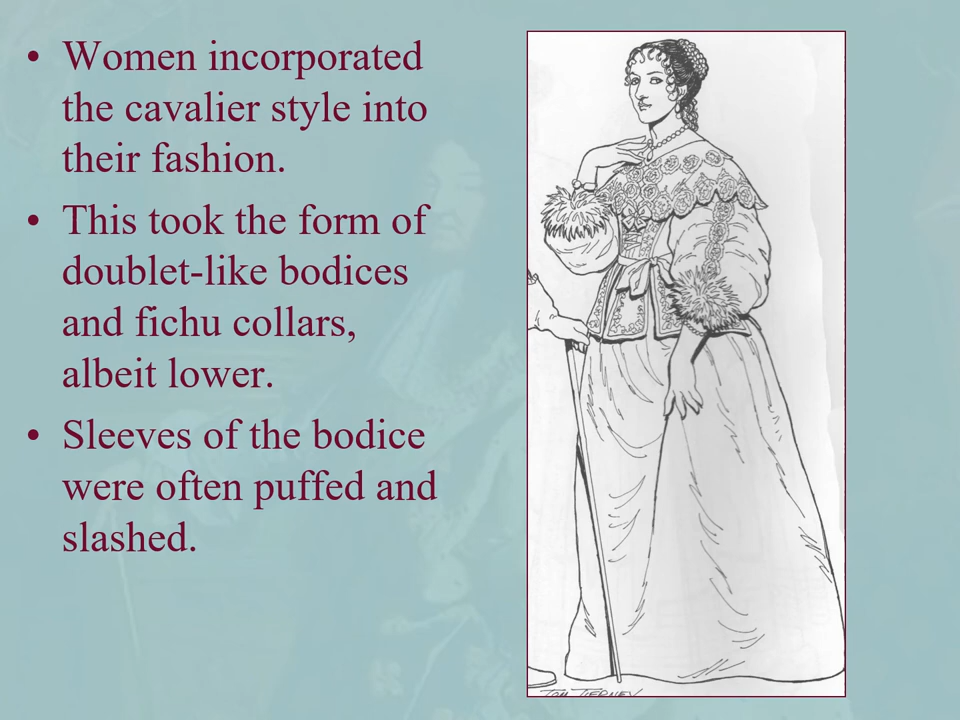 • Women incorporated
the cavalier style into
their fashion.
• This took the form of
doublet-like bodices
and fichu collars,
albeit lower.
• Sleeves of the bodice
were often puffed and
slashed.
TOM TIERNEY